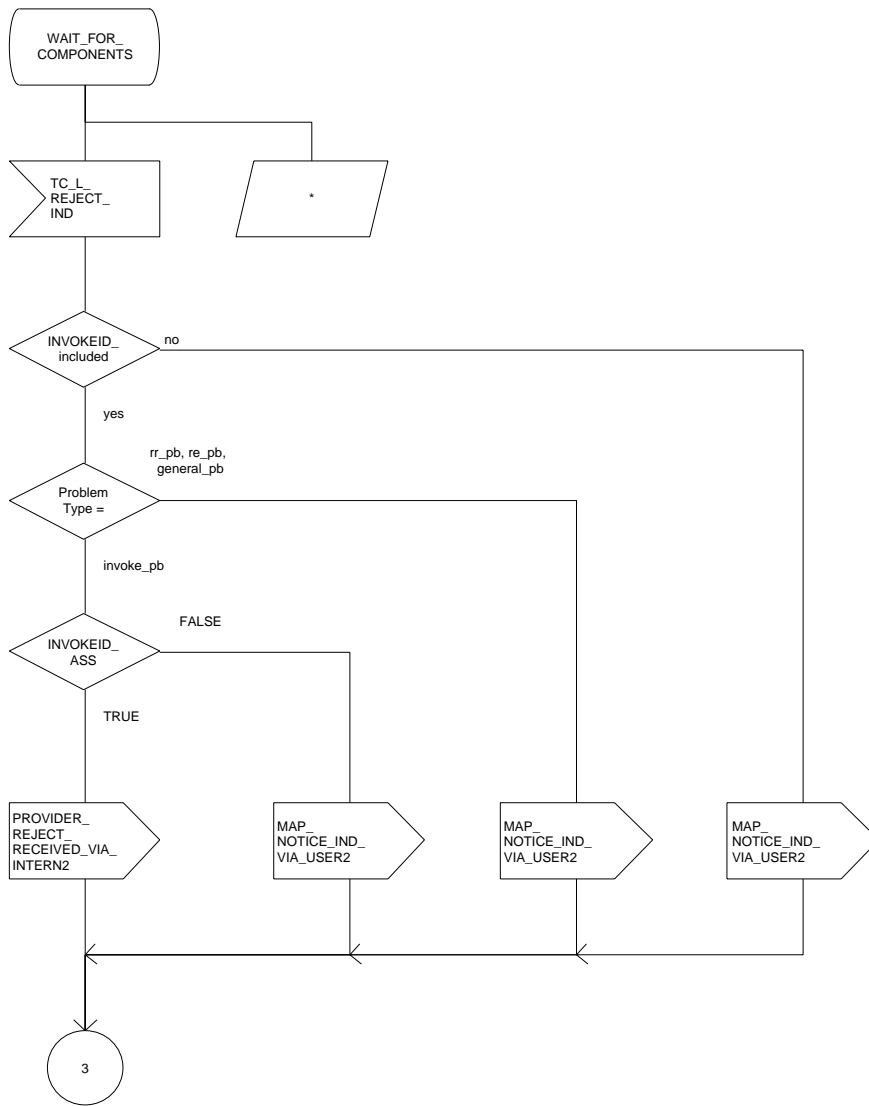 WAIT_FOR_
COMPONENTS
TC_L_
REJECT_
IND
*
INVOKEID_
included
no
yes
rr_pb, re_pb,
general_pb
Problem
Type =
invoke_pb
FALSE
INVOKEID_
ASS
TRUE
PROVIDER_
REJECT_
RECEIVED_VIA_
INTERN2
MAP_
NOTICE_IND_
VIA_USER2
MAP_
NOTICE_IND_
VIA_USER2
MAP_
NOTICE_IND_
VIA_USER2
3